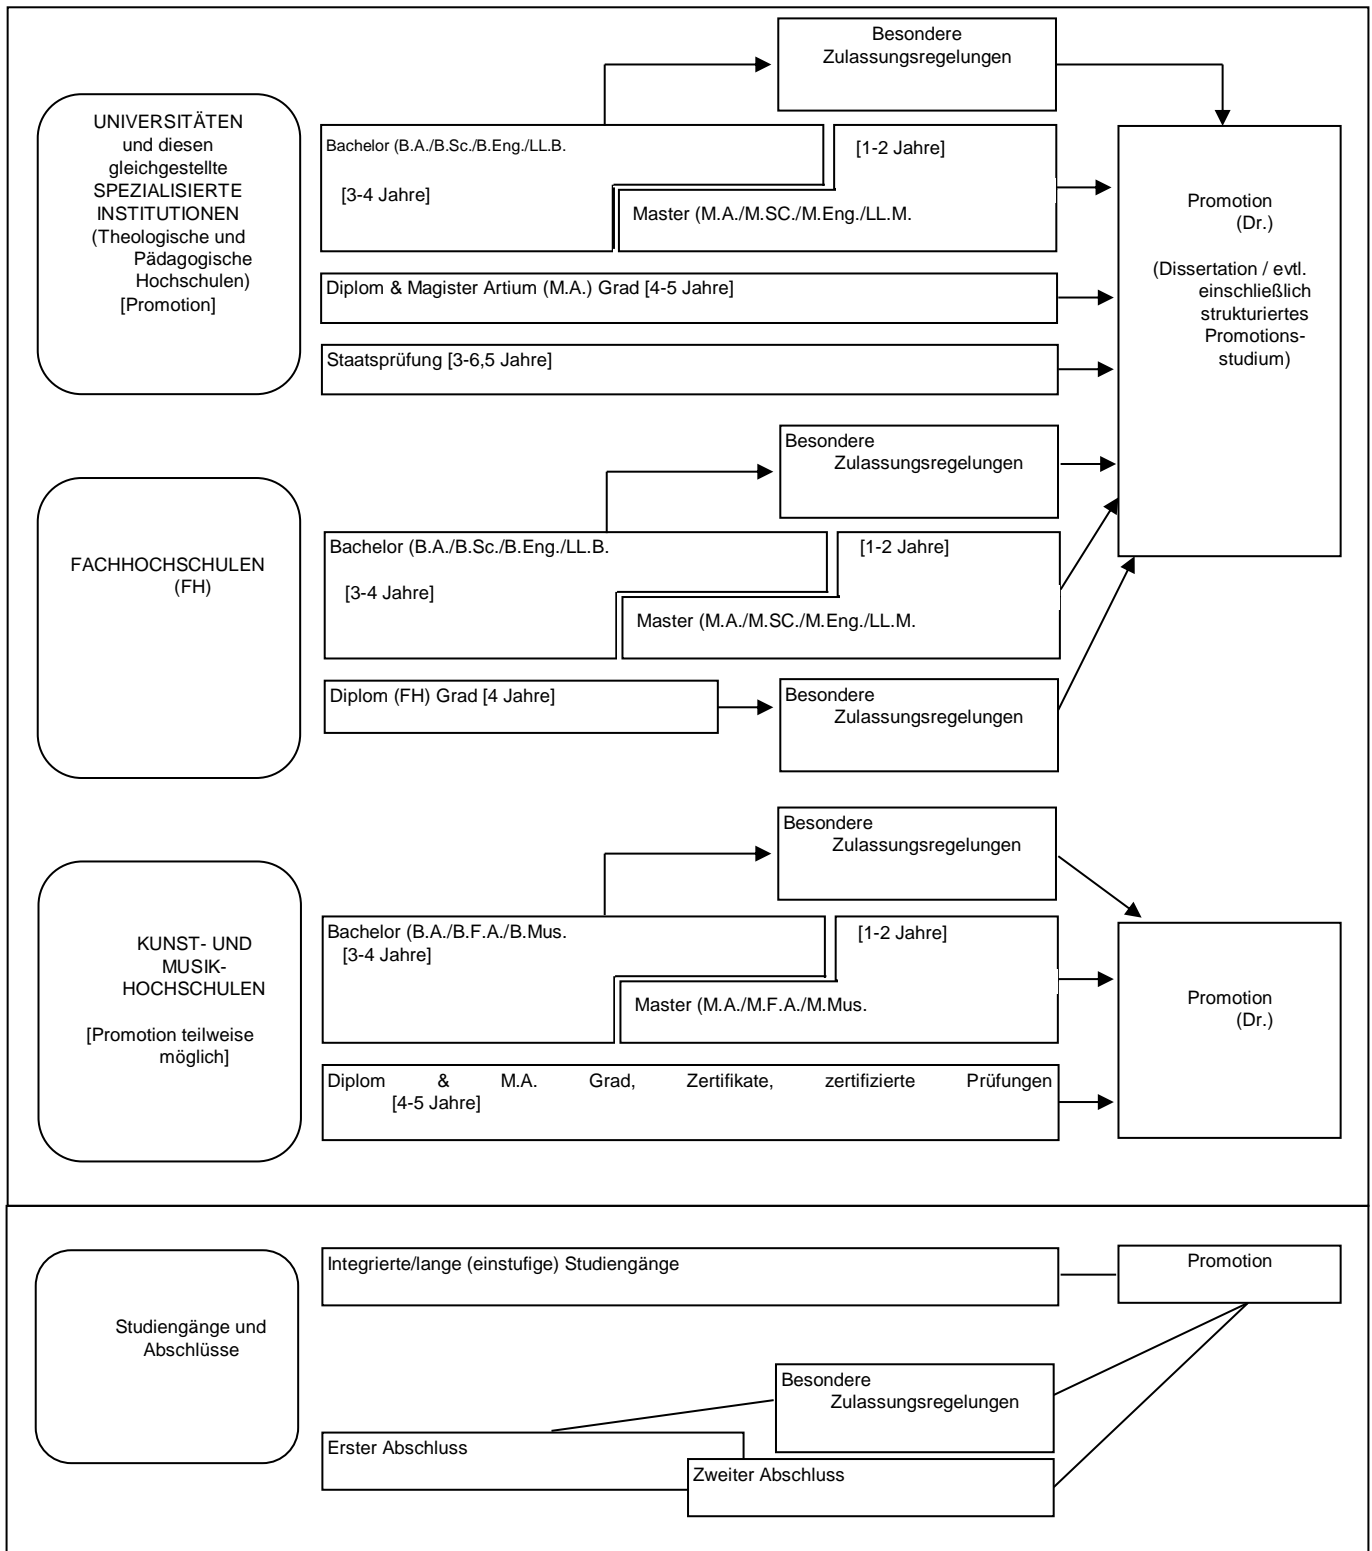 Besondere
Zulassungsregelungen
UNIVERSITÄTEN
und diesen
gleichgestellte
SPEZIALISIERTE
INSTITUTIONEN
(Theologische und
Pädagogische
Hochschulen)
[Promotion]
Bachelor (B.A./B.Sc./B.Eng./LL.B.
[3-4 Jahre]
[1-2 Jahre]
Master (M.A./M.SC./M.Eng./LL.M.
Diplom & Magister Artium (M.A.) Grad [4-5 Jahre]
Staatsprüfung [3-6,5 Jahre]
Promotion
(Dr.)
(Dissertation / evtl.
einschließlich
strukturiertes
Promotions-
studium)
Besondere
Zulassungsregelungen
FACHHOCHSCHULEN
(FH)
Bachelor (B.A./B.Sc./B.Eng./LL.B.
[3-4 Jahre]
[1-2 Jahre]
Master (M.A./M.SC./M.Eng./LL.M.
Diplom (FH) Grad [4 Jahre]
Besondere
Zulassungsregelungen
Besondere
Zulassungsregelungen
KUNST- UND
MUSIK-
HOCHSCHULEN
[Promotion teilweise
möglich]
Bachelor (B.A./B.F.A./B.Mus.
[3-4 Jahre]
[1-2 Jahre]
Master (M.A./M.F.A./M.Mus.
Diplom & M.A. Grad, Zertifikate, zertifizierte Prüfungen
[4-5 Jahre]
Promotion
(Dr.)
Studiengänge und
Abschlüsse
Integrierte/lange (einstufige) Studiengänge
Promotion
Besondere
Zulassungsregelungen
Erster Abschluss
Zweiter Abschluss